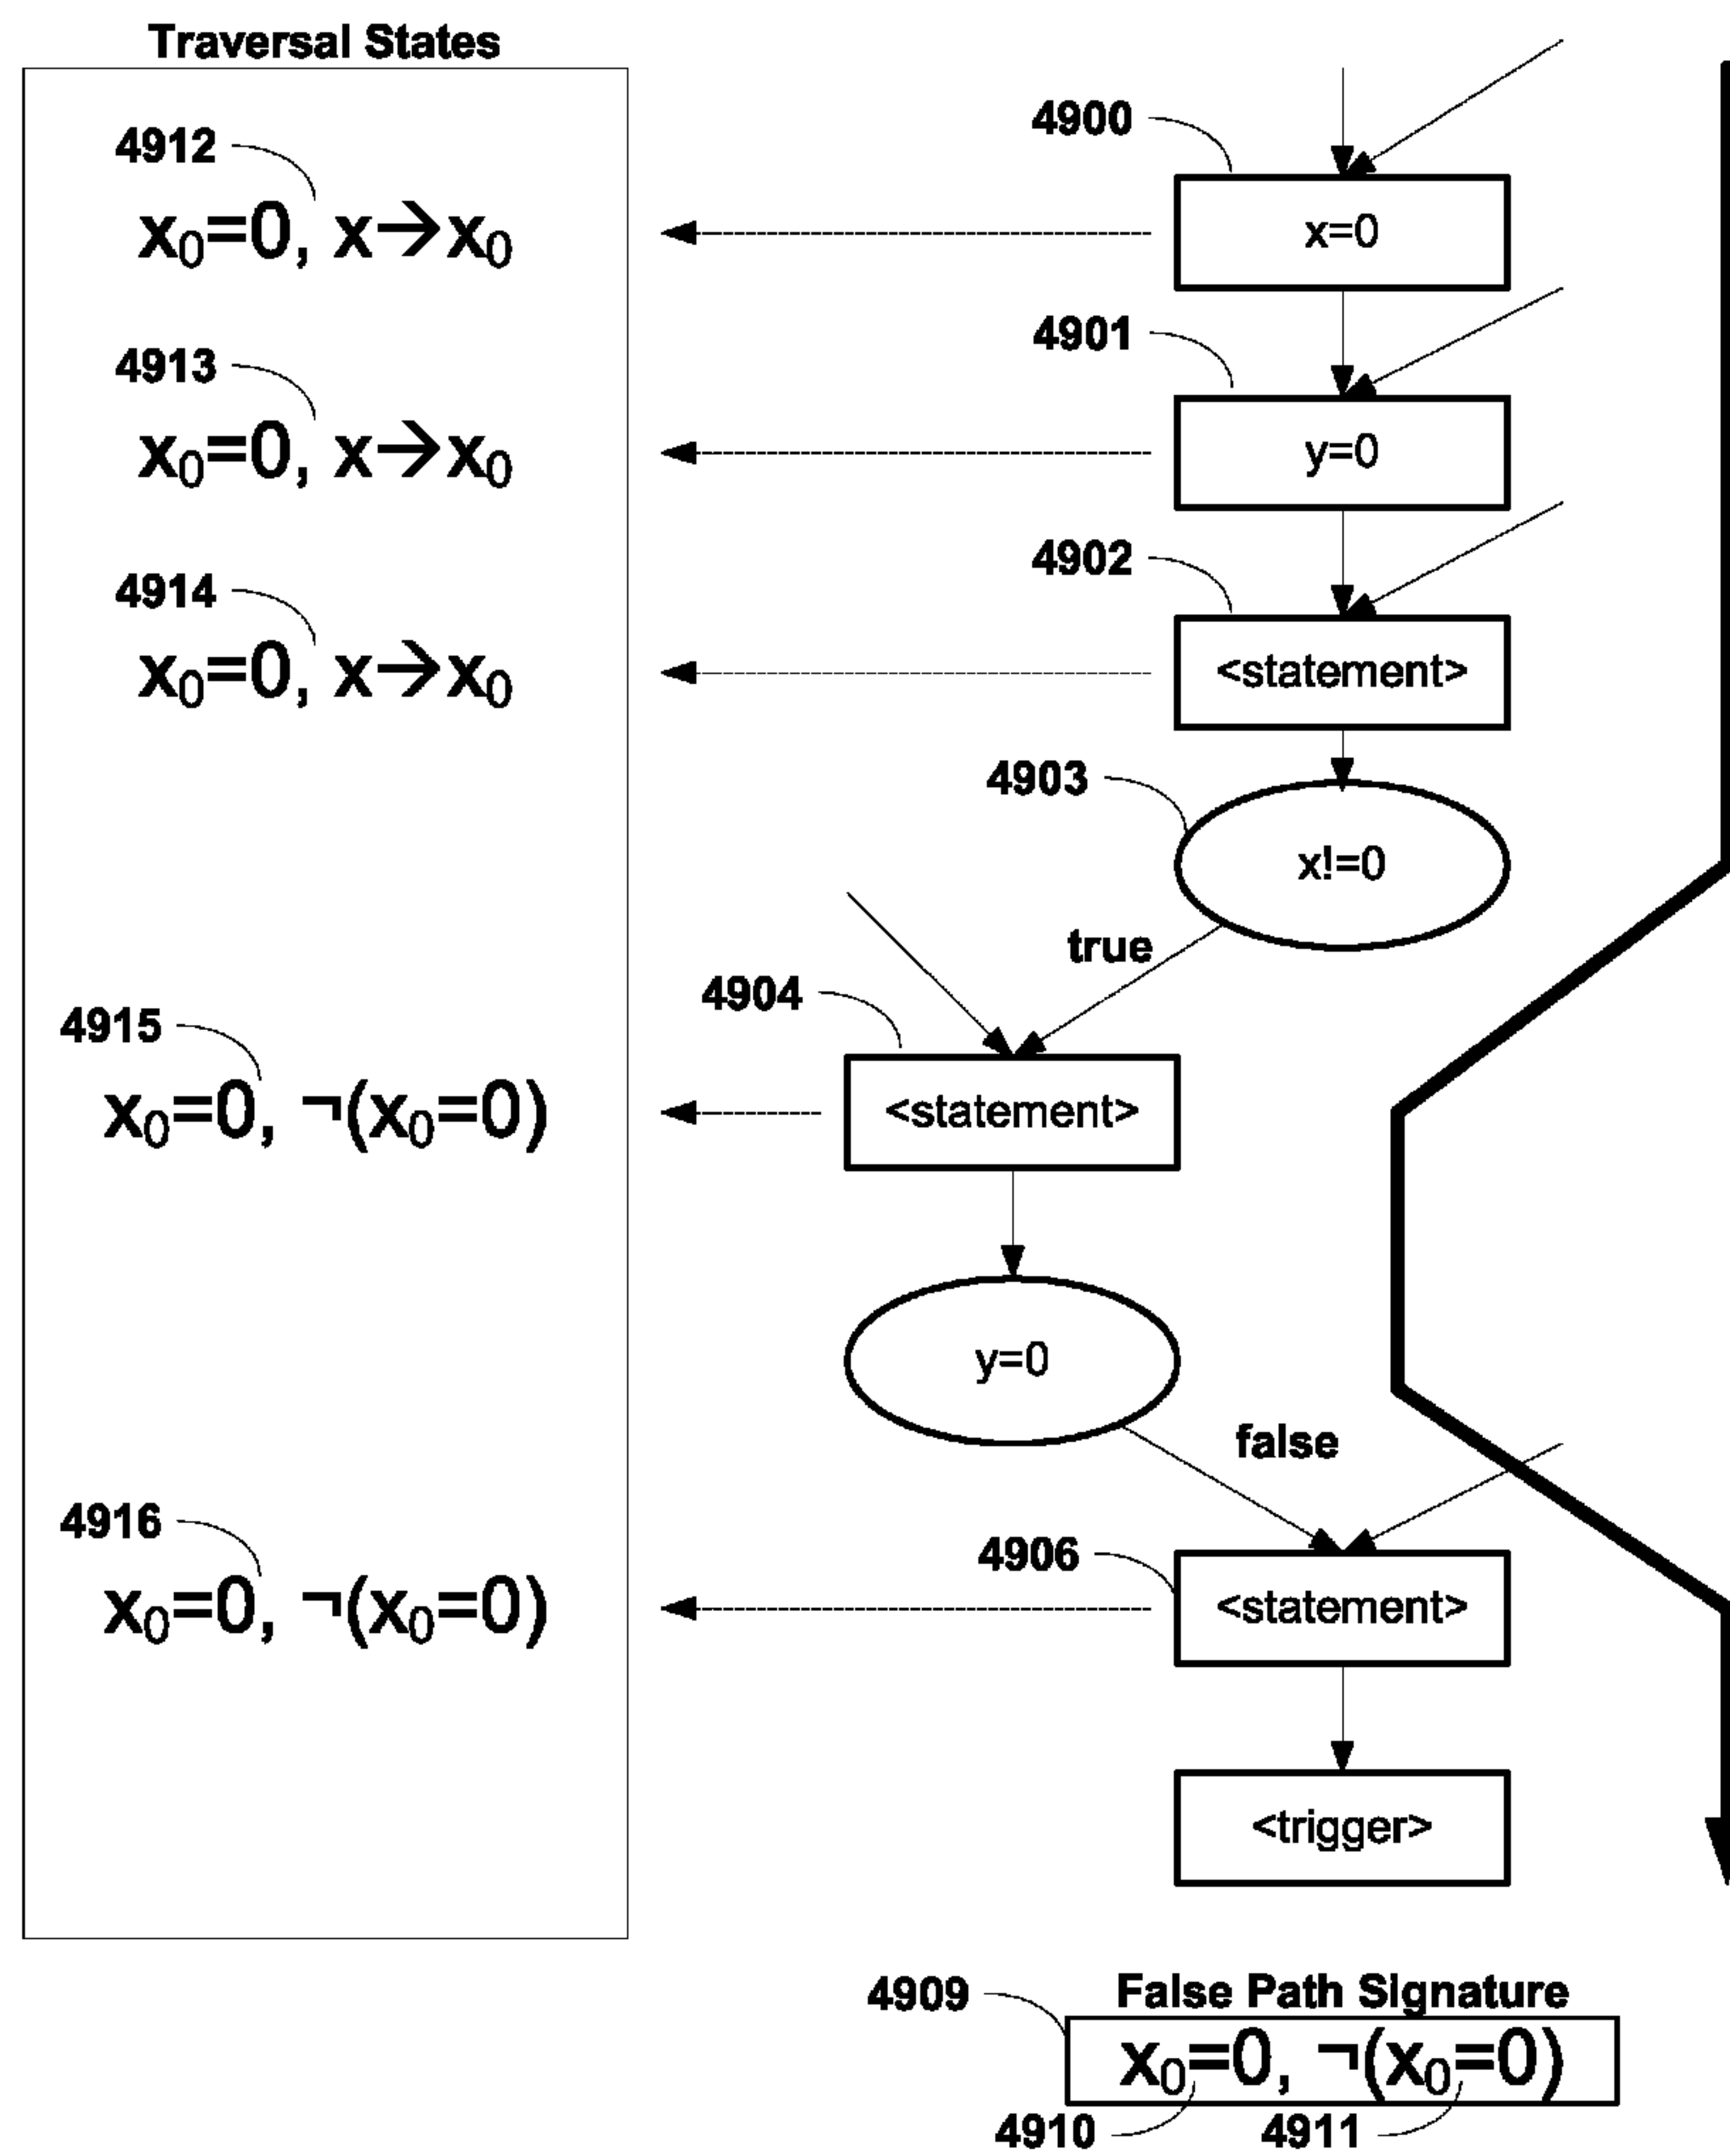 Traversal States
4900
4912
x₀=0, x→x₀
x=0
4901
4913
x₀=0, x→x₀
y=0
4902
4914
x₀=0, x→x₀
<statement>
4903
x!=0
true
4904
4915
x₀=0, ¬(x₀=0)
<statement>
y=0
false
4916
4906
x₀=0, ¬(x₀=0)
<statement>
<trigger>
4909
False Path Signature
x₀=0, ¬(x₀=0)
4910
4911